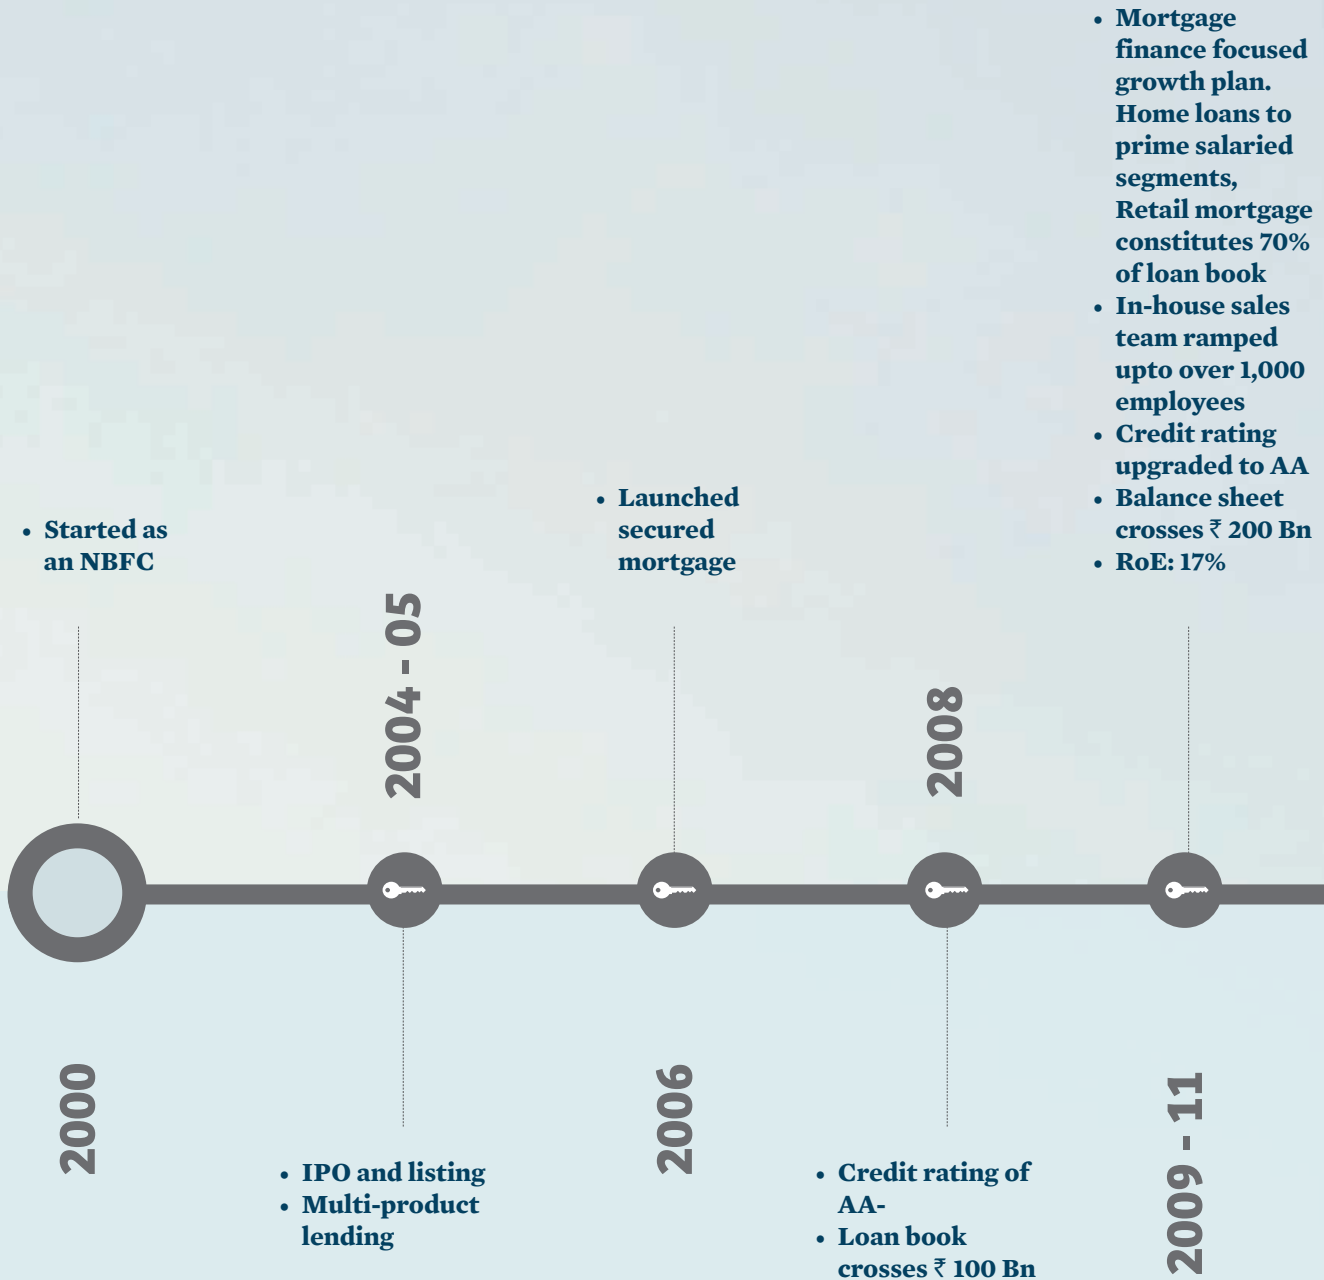 • Mortgage
finance focused
growth plan.
Home loans to
prime salaried
segments,
Retail mortgage
constitutes 70%
of loan book
• In-house sales
team ramped
upto over 1,000
employees
• Credit rating
upgraded to AA
• Balance sheet
crosses ₹ 200 Bn
• RoE: 17%
• Launched
secured
mortgage
• Started as
an NBFC
2004 - 05
2008
2000
2006
2009 - 11
• IPO and listing
• Multi-product
lending
• Credit rating of
AA-
• Loan book
crosses ₹ 100 Bn